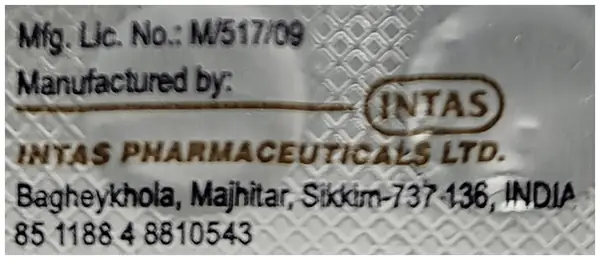 Mfg. Lic. No.: M/517/09
Manufactured by:
INTAS
INTAS PHARMACEUTICALS LTD.
Bagheykhola, Majhitar, Sikkim-737 136, INDIA
85 1188 4 8810543